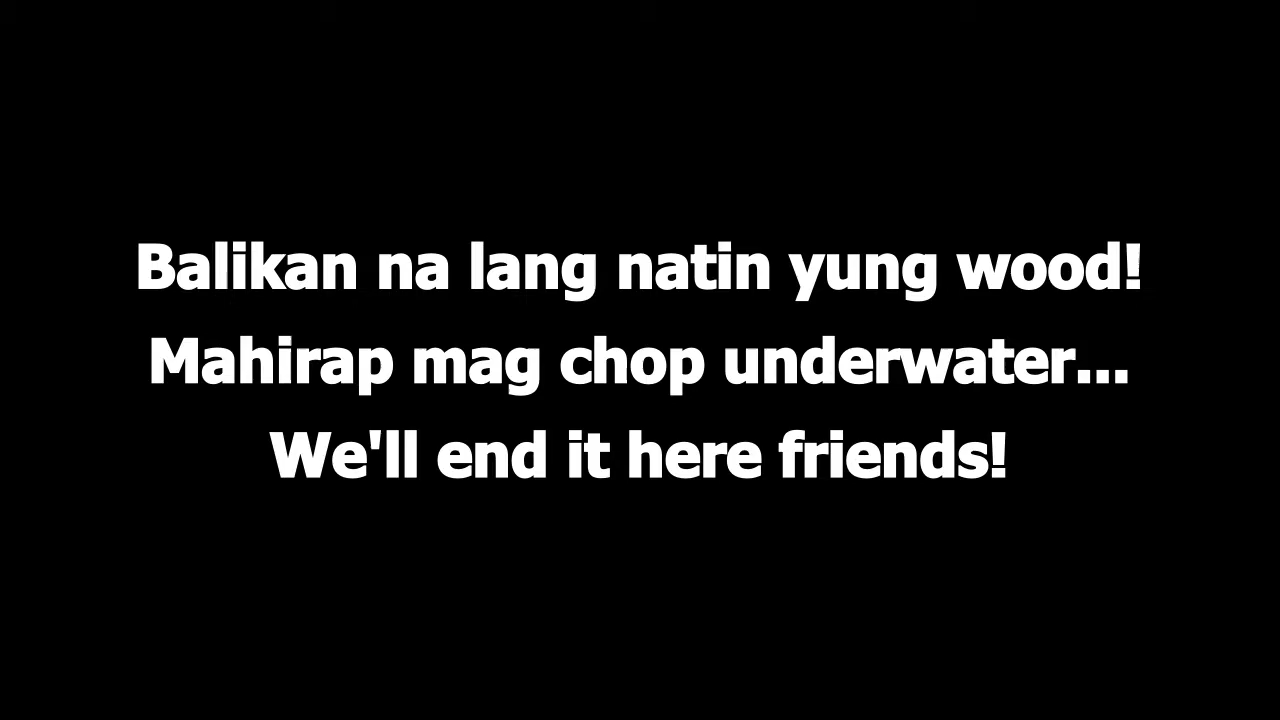 Balikan na lang natin yung wood!
Mahirap mag chop underwater...
We'll end it here friends!